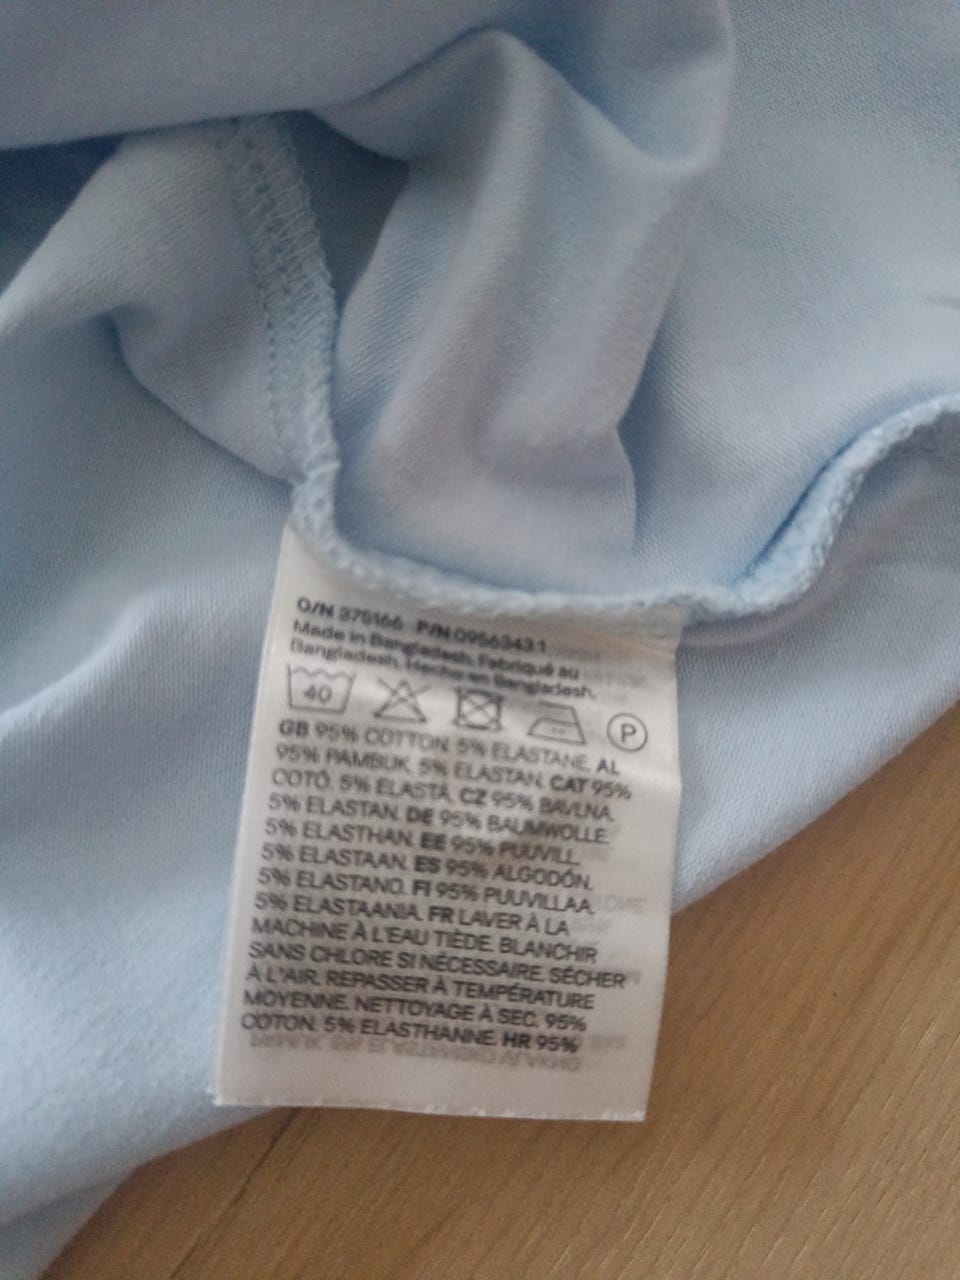 O/N 375166 P/N 0956343.1
Made in Bangladesh. Fabriqué au
Bangladesh. Hecho en Bangladesh.
40 P
GB 95% COTTON. 5% ELASTANE. AL
95% PAMBUK. 5% ELASTAN. CAT 95%
COTÓ. 5% ELASTÀ. CZ 95% BAVLNA.
5% ELASTAN. DE 95% BAUMWOLLE.
5% ELASTHAN. EE 95% PUUVILL.
5% ELASTAAN. ES 95% ALGODÓN.
5% ELASTANO. FI 95% PUUVILLAA.
5% ELASTAANIA. FR LAVER À LA
MACHINE À L'EAU TIÈDE. BLANCHIR
SANS CHLORE SI NÉCESSAIRE. SÉCHER
À L'AIR. REPASSER À TEMPÉRATURE
MOYENNE. NETTOYAGE À SEC. 95%
COTON. 5% ELASTHANNE. HR 95%